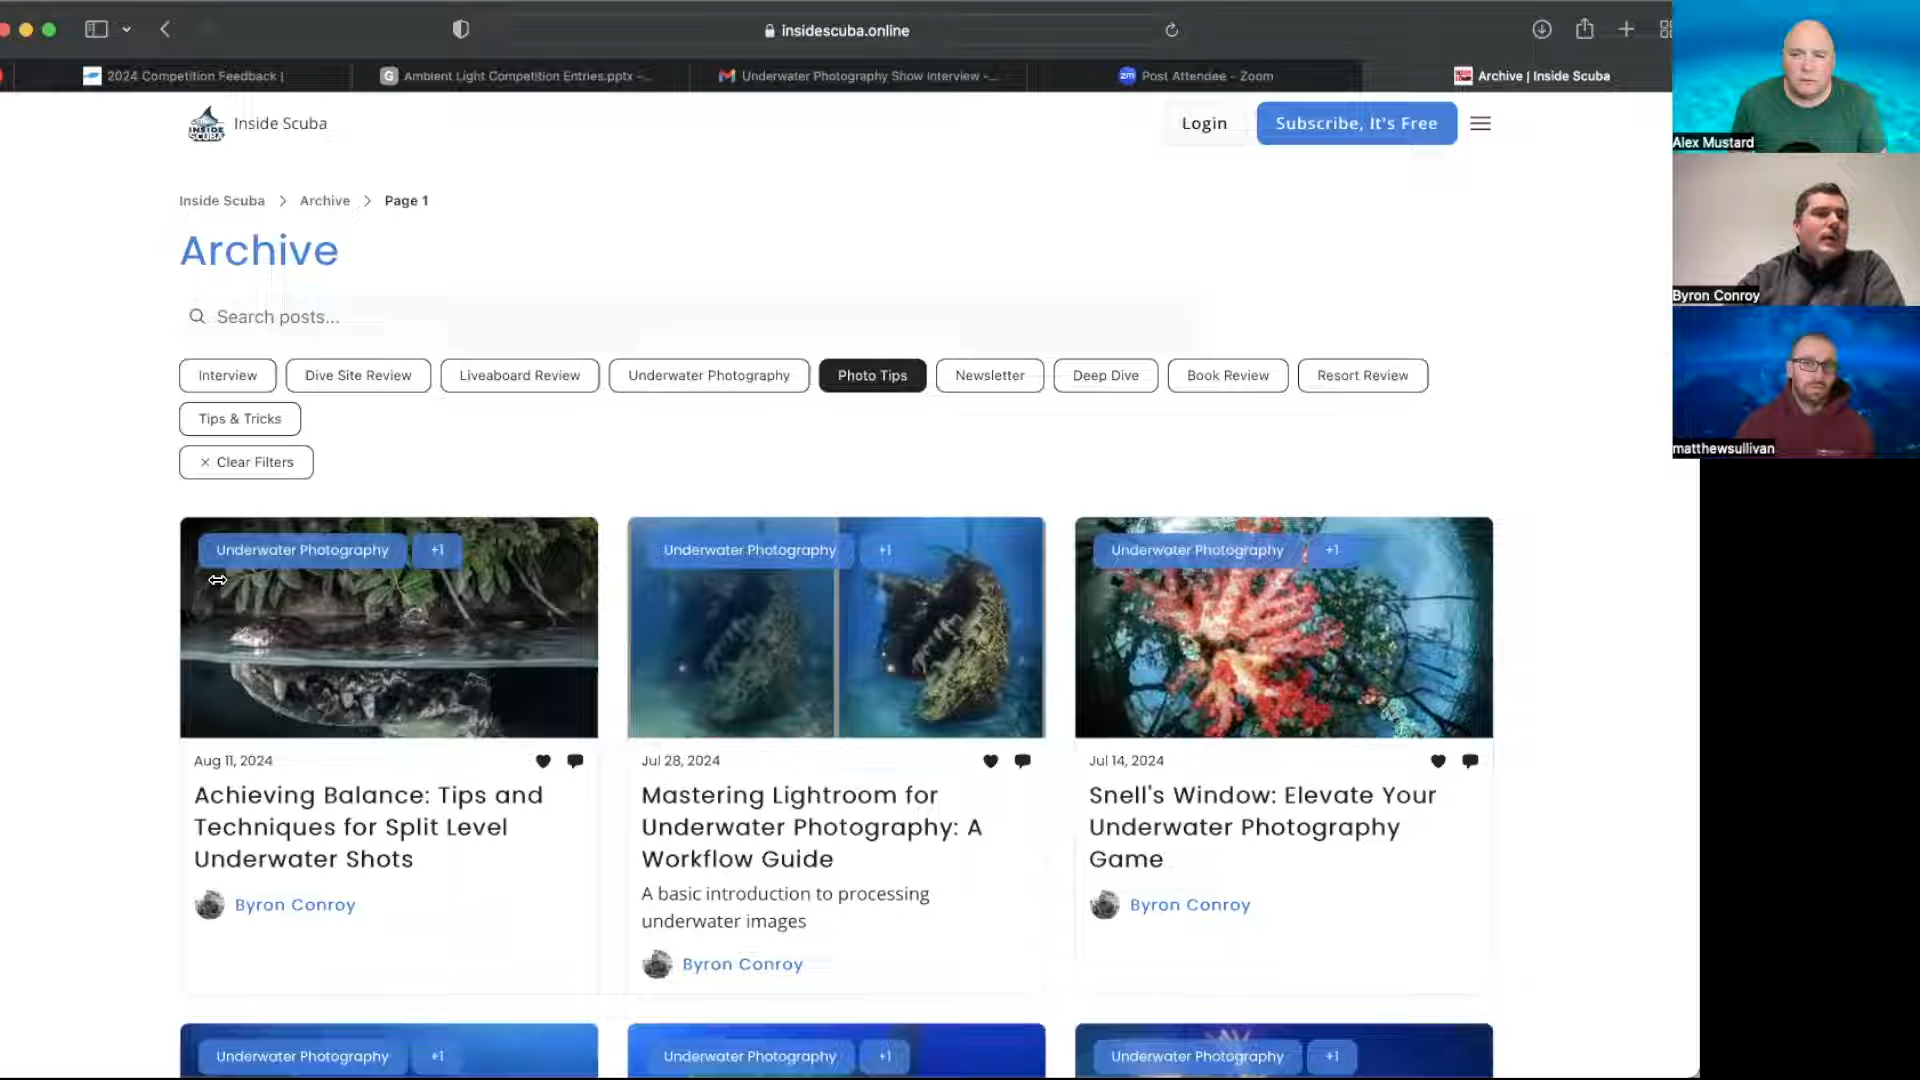 insidescuba.online
2024 Competition Feedback |
Ambient Light Competition Entries.pptx -...
Underwater Photography Show Interview -...
Post Attendee - Zoom
Archive | Inside Scuba
INSIDE
SCUBA
Inside Scuba
Login
Subscribe, It's Free
Inside Scuba > Archive > Page 1
Archive
Search posts...
Interview
Dive Site Review
Liveaboard Review
Underwater Photography
Photo Tips
Newsletter
Deep Dive
Book Review
Resort Review
Tips & Tricks
× Clear Filters
Underwater Photography
+1
Aug 11, 2024
Achieving Balance: Tips and
Techniques for Split Level
Underwater Shots
Byron Conroy
Underwater Photography
+1
Jul 28, 2024
Mastering Lightroom for
Underwater Photography: A
Workflow Guide
A basic introduction to processing
underwater images
Byron Conroy
Underwater Photography
+1
Jul 14, 2024
Snell's Window: Elevate Your
Underwater Photography
Game
Byron Conroy
Underwater Photography
+1
Underwater Photography
+1
Underwater Photography
+1
Alex Mustard
Byron Conroy
matthewsullivan